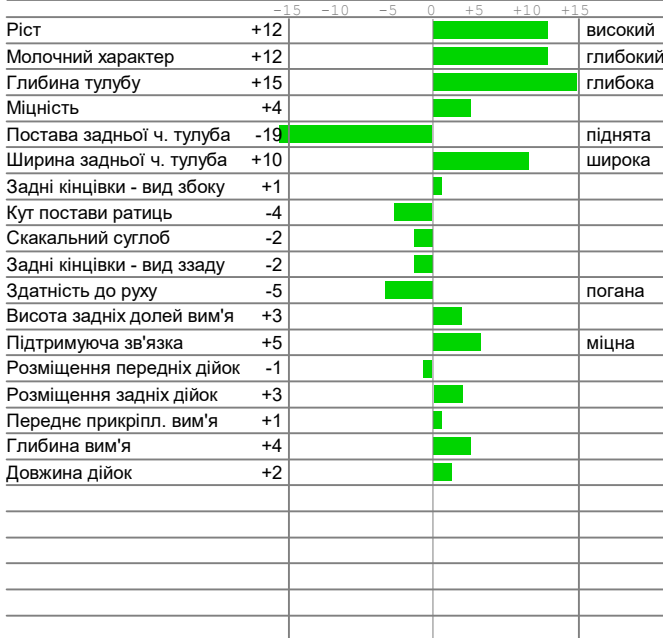 -15 -10 -5 0 +5 +10 +15
Ріст +12 високий
Молочний характер +12 глибокий
Глибина тулубу +15 глибока
Міцність +4
Постава задньої ч. тулуба -19 піднята
Ширина задньої ч. тулуба +10 широка
Задні кінцівки - вид збоку +1
Кут постави ратиць -4
Скакальний суглоб -2
Задні кінцівки - вид ззаду -2
Здатність до руху -5 погана
Висота задніх долей вим'я +3
Підтримуюча зв'язка +5 міцна
Розміщення передніх дійок -1
Розміщення задніх дійок +3
Переднє прикріпл. вим'я +1
Глибина вим'я +4
Довжина дійок +2